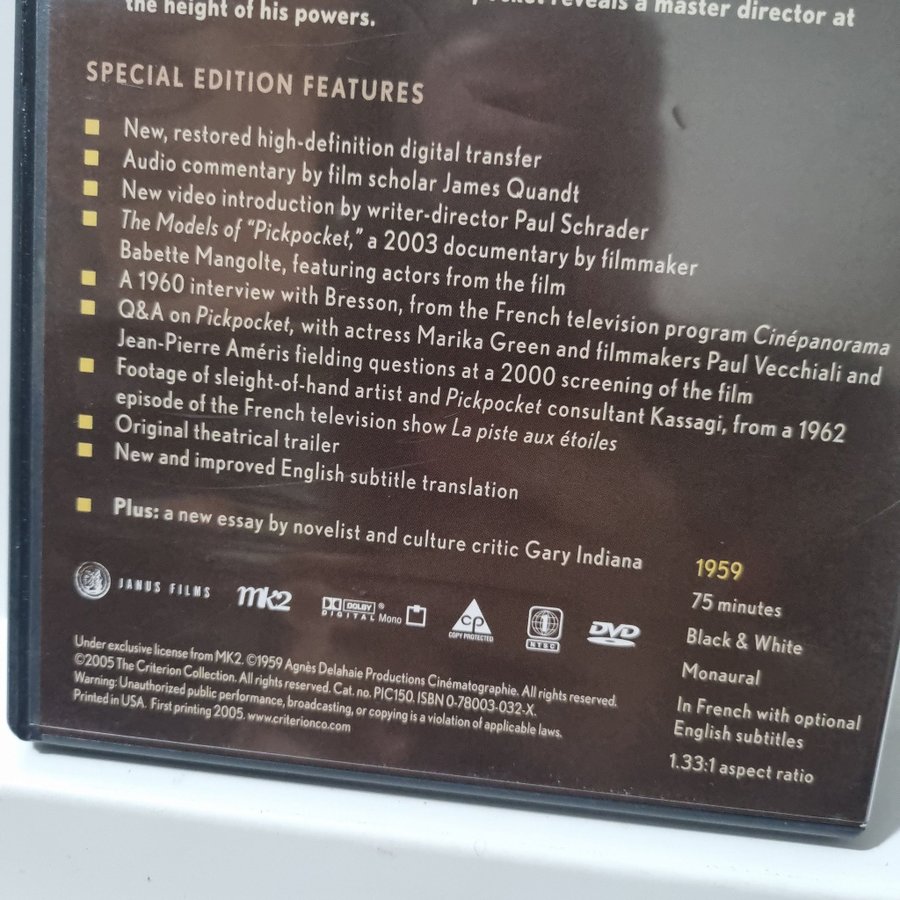 reveals a master director at
the height of his powers.
SPECIAL EDITION FEATURES
New, restored high-definition digital transfer
Audio commentary by film scholar James Quandt
New video introduction by writer-director Paul Schrader
The Models of “Pickpocket,” a 2003 documentary by filmmaker
Babette Mangolte, featuring actors from the film
A 1960 interview with Bresson, from the French television program Cinépanorama
Q&A on Pickpocket, with actress Marika Green and filmmakers Paul Vecchiali and
Jean-Pierre Améris fielding questions at a 2000 screening of the film
Footage of sleight-of-hand artist and Pickpocket consultant Kassagi, from a 1962
episode of the French television show La piste aux étoiles
Original theatrical trailer
New and improved English subtitle translation
Plus: a new essay by novelist and culture critic Gary Indiana
JANUS FILMS mk2 DOLBY DIGITAL ® Mono CP COPY PROTECTED 1 NTSC DVD
Under exclusive license from MK2. ©1959 Agnès Delahaie Productions Cinématographie. All rights reserved.
©2005 The Criterion Collection. All rights reserved. Cat. no. PIC150. ISBN 0-78003-032-X.
Warning: Unauthorized public performance, broadcasting, or copying is a violation of applicable laws.
Printed in USA. First printing 2005. www.criterionco.com
1959
75 minutes
Black & White
Monaural
In French with optional
English subtitles
1.33:1 aspect ratio